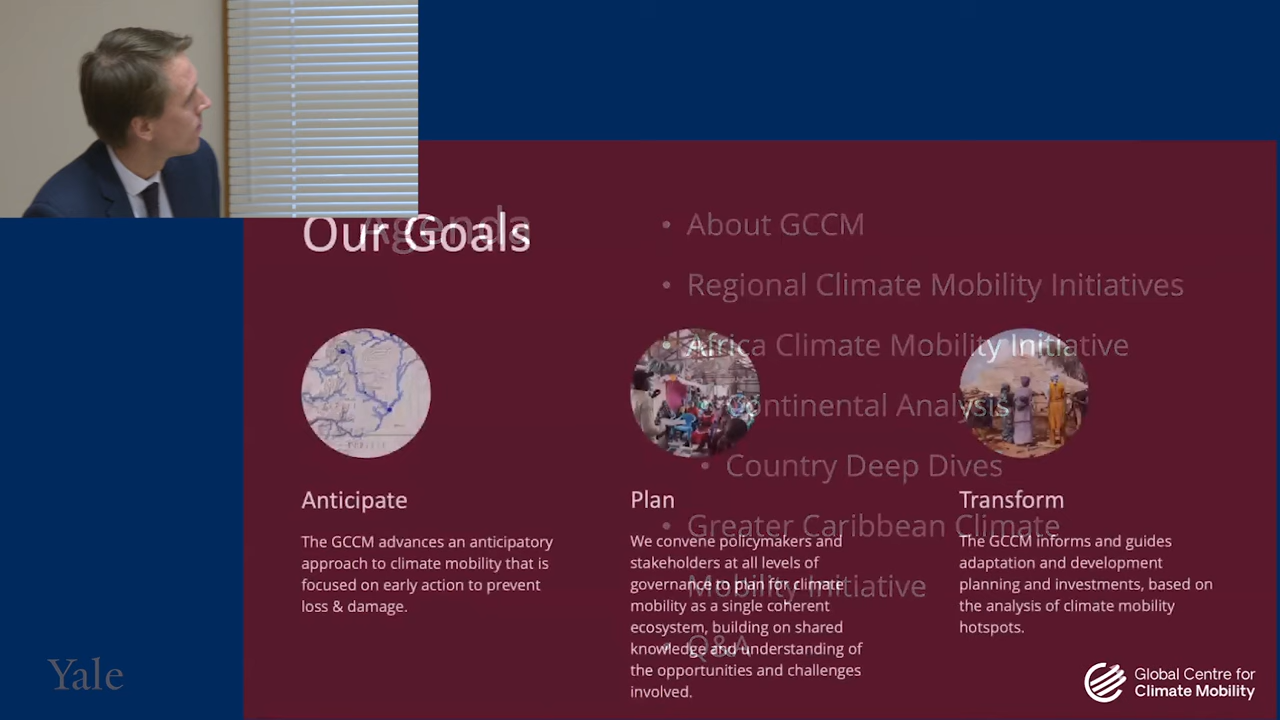 Our Goals
Agenda
• About GCCM
• Regional Climate Mobility Initiatives
• Africa Climate Mobility Initiative
Continental Analysis
• Country Deep Dives
• Greater Caribbean Climate
Mobility Initiative
• Q&A
Anticipate
The GCCM advances an anticipatory
approach to climate mobility that is
focused on early action to prevent
loss & damage.
Plan
We convene policymakers and
stakeholders at all levels of
governance to plan for climate
mobility as a single coherent
ecosystem, building on shared
knowledge and understanding of
the opportunities and challenges
involved.
Transform
The GCCM informs and guides
adaptation and development
planning and investments, based on
the analysis of climate mobility
hotspots.
Yale
Global Centre for
Climate Mobility